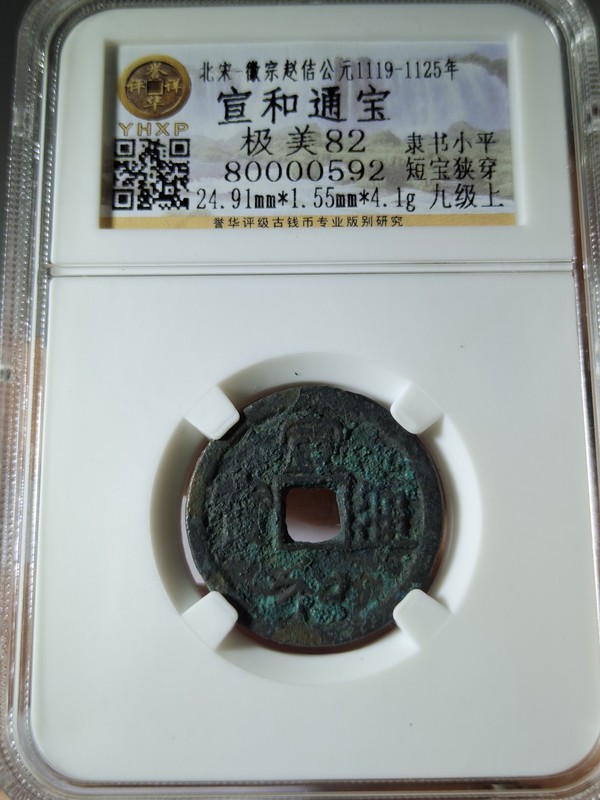 北宋-徽宗赵佶公元1119-1125年
宣和通宝
YHXP
极美82 隶书小平
80000592 短宝狭穿
24.91mm*1.55mm*4.1g 九级上
誉华评级古钱币专业版别研究